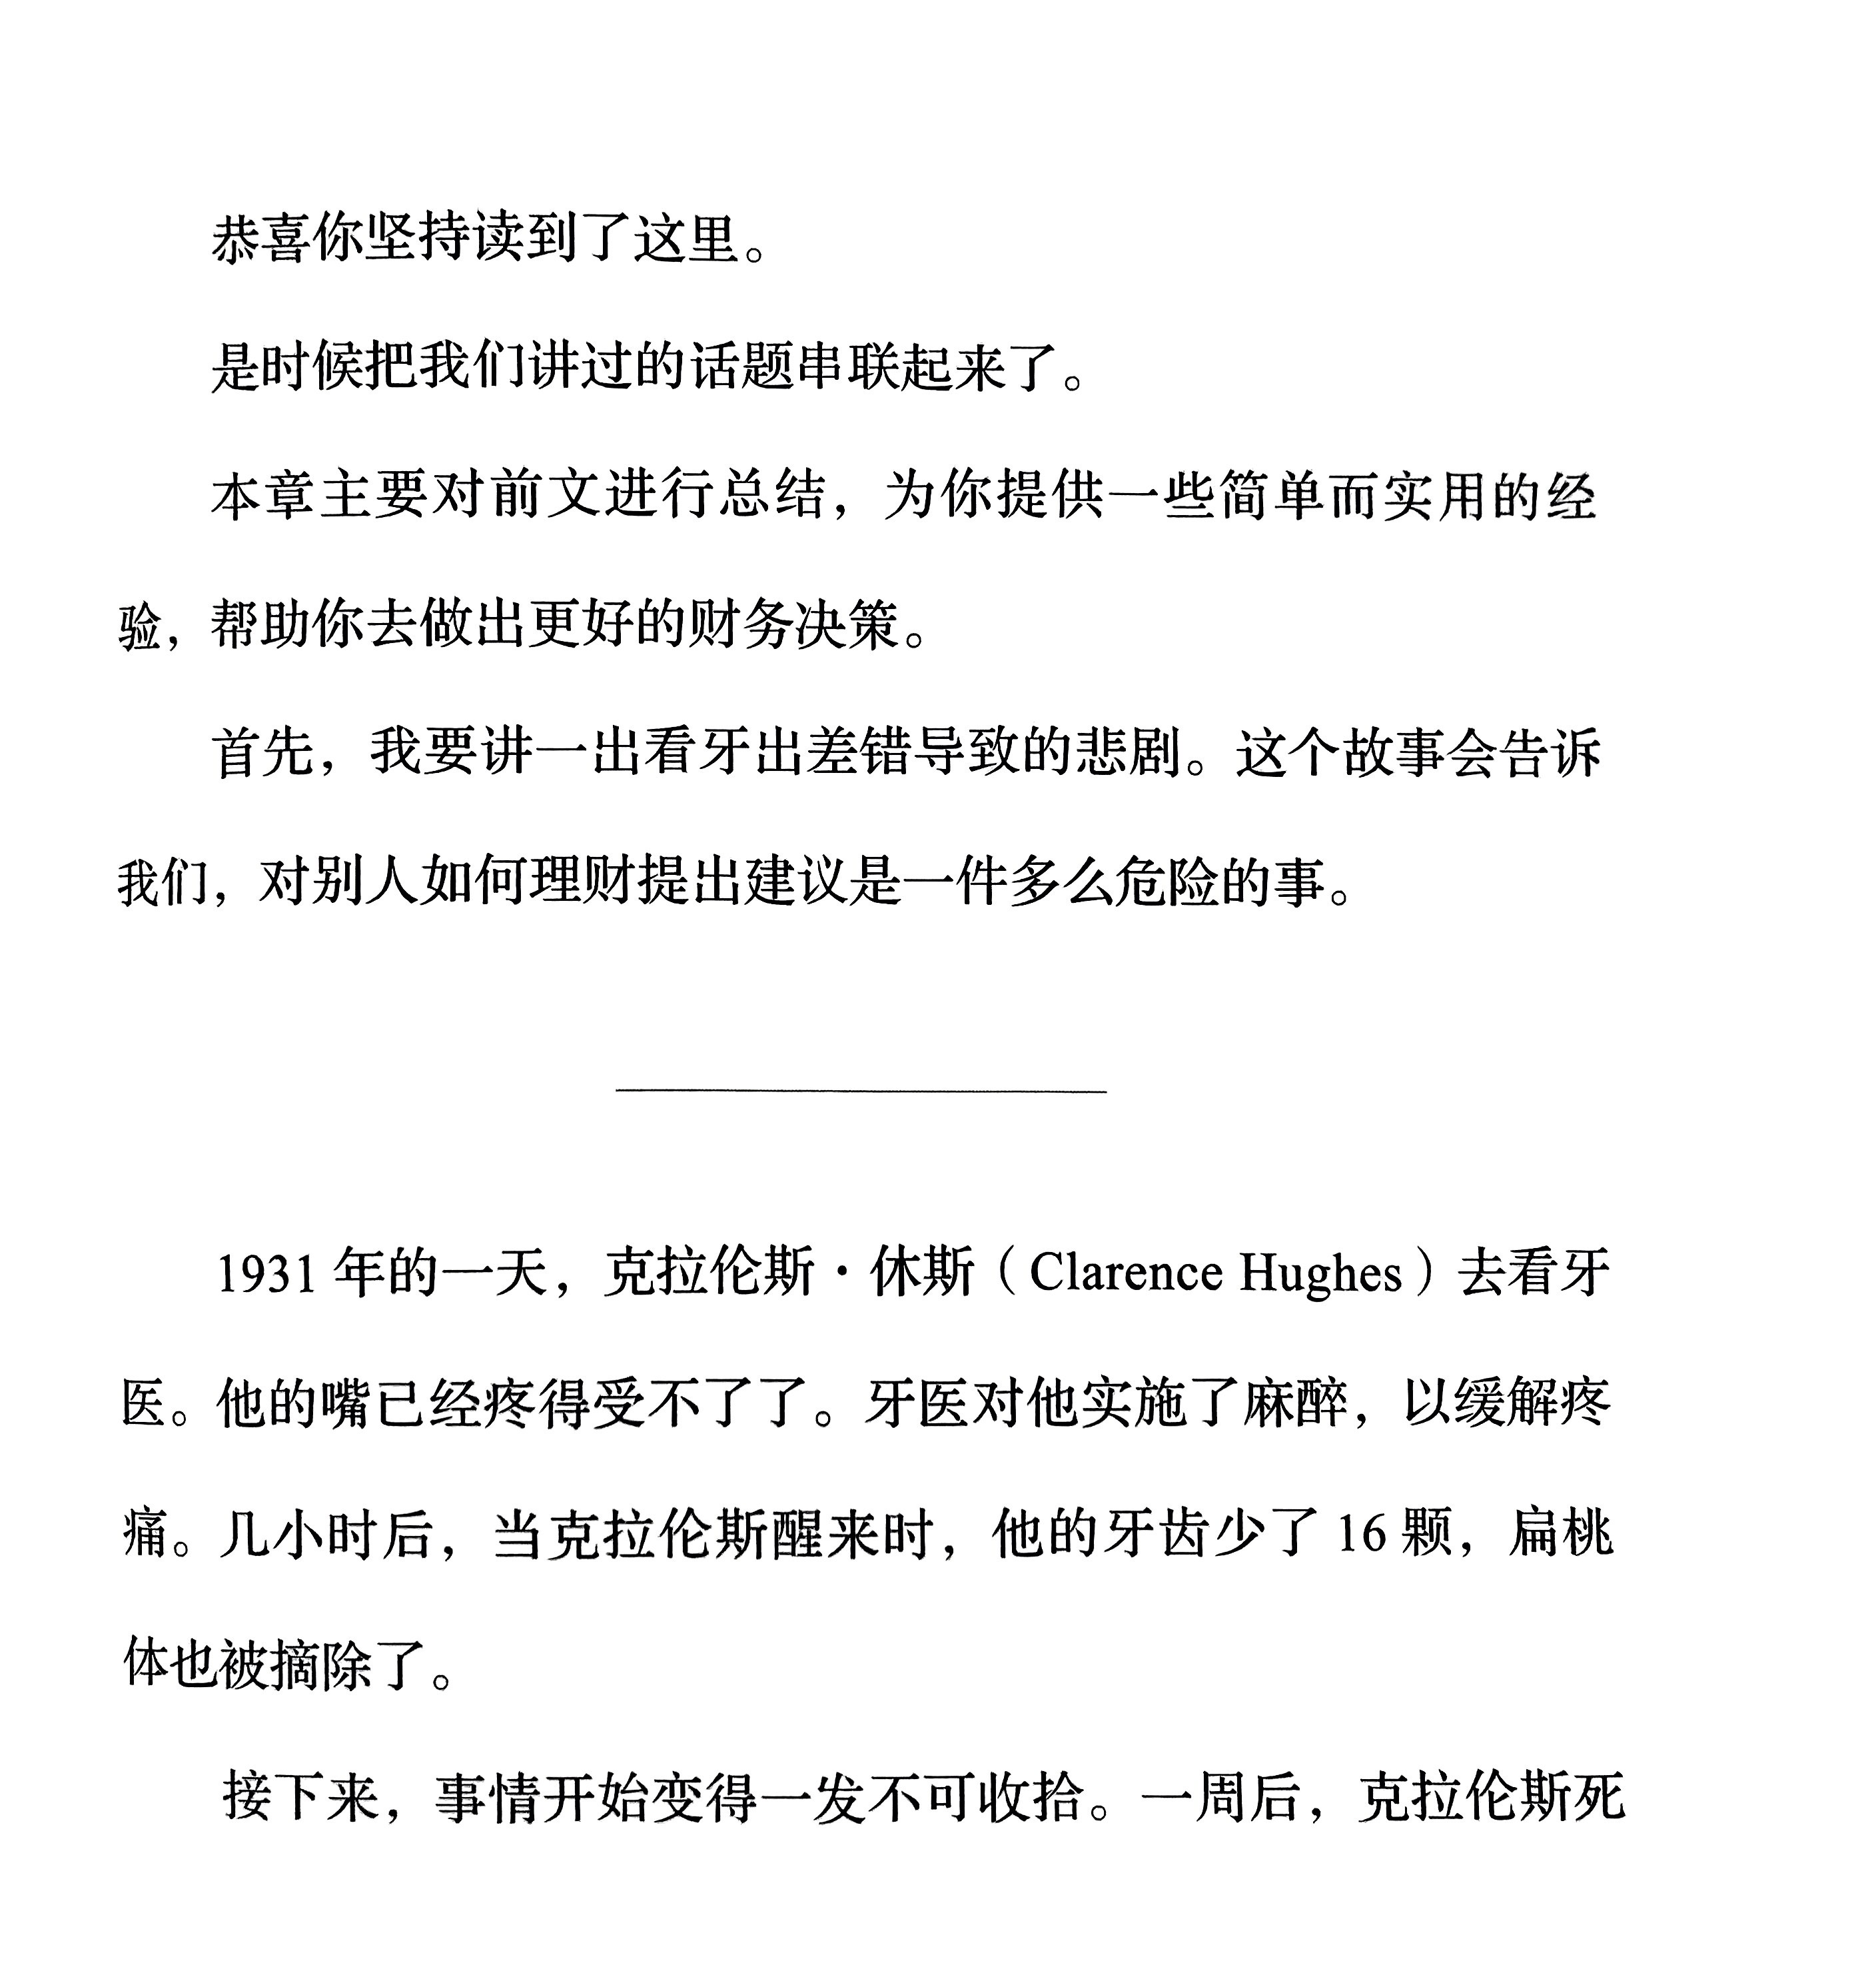 恭喜你坚持读到了这里。
是时候把我们讲过的话题串联起来了。
本章主要对前文进行总结，为你提供一些简单而实用的经
验，帮助你去做出更好的财务决策。
首先，我要讲一出看牙出差错导致的悲剧。这个故事会告诉
我们，对别人如何理财提出建议是一件多么危险的事。
1931 年的一天，克拉伦斯·休斯（Clarence Hughes）去看牙
医。他的嘴已经疼得受不了了。牙医对他实施了麻醉，以缓解疼
痛。几小时后，当克拉伦斯醒来时，他的牙齿少了 16 颗，扁桃
体也被摘除了。
接下来，事情开始变得一发不可收拾。一周后，克拉伦斯死